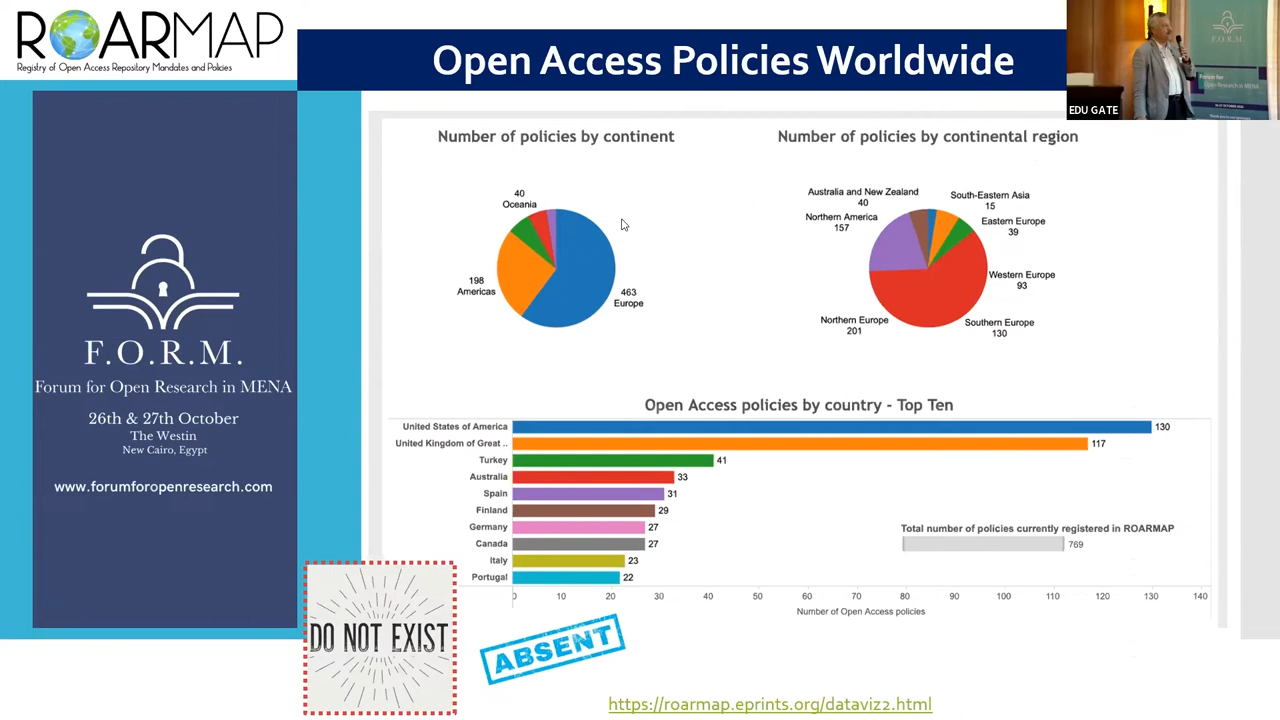 ROARMAP
Registry of Open Access Repository Mandates and Policies
Open Access Policies Worldwide
EDU GATE
F.O.R.M.
Forum for
Open Research in MENA
F.O.R.M.
Forum for Open Research in MENA
26th & 27th October
The Westin
New Cairo, Egypt
www.forumforopenresearch.com
Number of policies by continent
40
Oceania
198
Americas
463
Europe
Number of policies by continental region
Australia and New Zealand
40
South-Eastern Asia
15
Northern America
157
Eastern Europe
39
Western Europe
93
Northern Europe
201
Southern Europe
130
Open Access policies by country - Top Ten
United States of America 130
United Kingdom of Great .. 117
Turkey 41
Australia 33
Spain 31
Finland 29
Germany 27
Canada 27
Italy 23
Portugal 22
Total number of policies currently registered in ROARMAP
769
0 10 20 30 40 50 60 70 80 90 100 110 120 130 140
Number of Open Access policies
DO NOT EXIST
ABSENT
https://roarmap.eprints.org/dataviz2.html